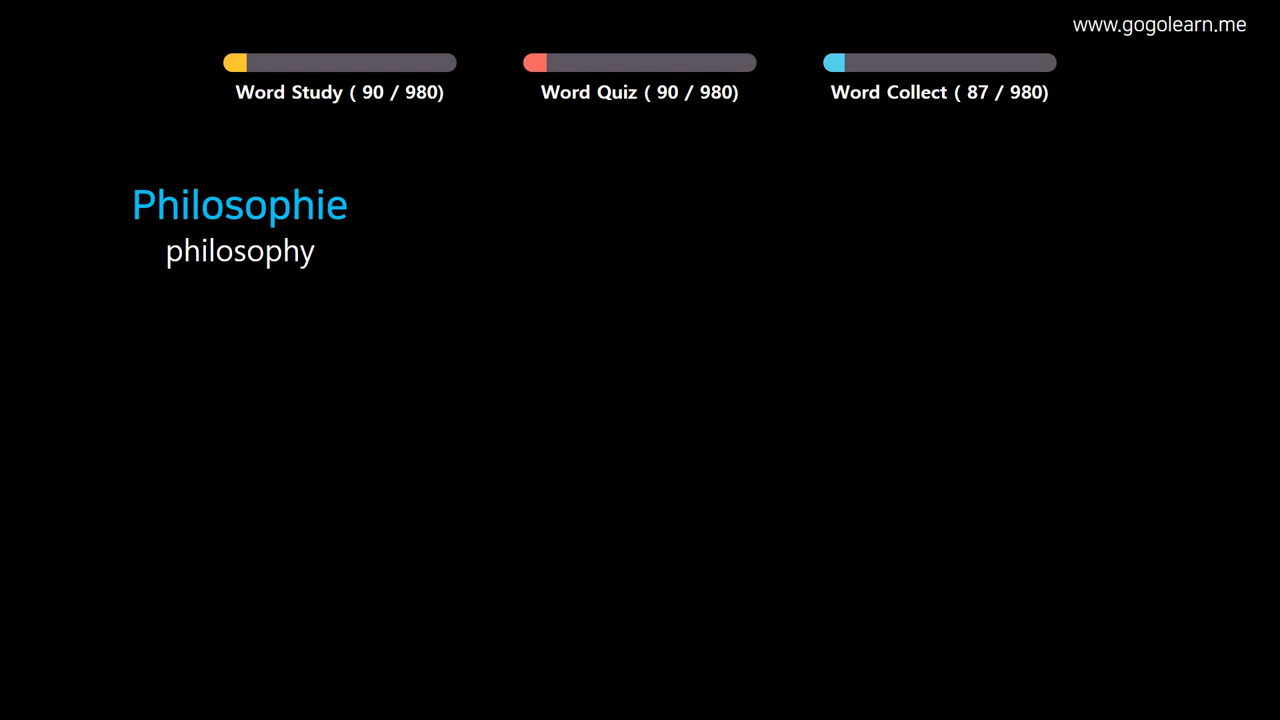 www.gogolearn.me
Word Study ( 90 / 980)
Word Quiz ( 90 / 980)
Word Collect ( 87 / 980)
Philosophie
philosophy